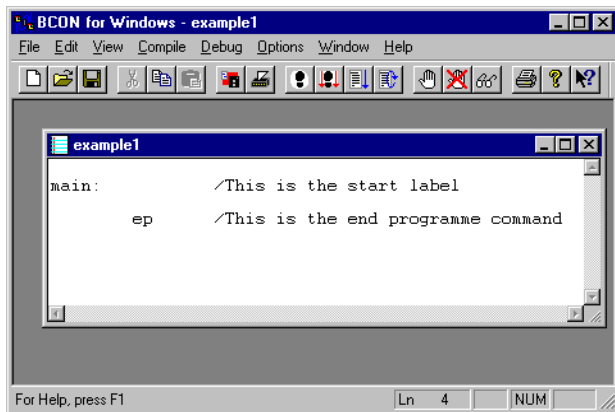 BCON for Windows - example1
File Edit View Compile Debug Options Window Help
example1
main: /This is the start label
ep /This is the end programme command
For Help, press F1 Ln 4 NUM